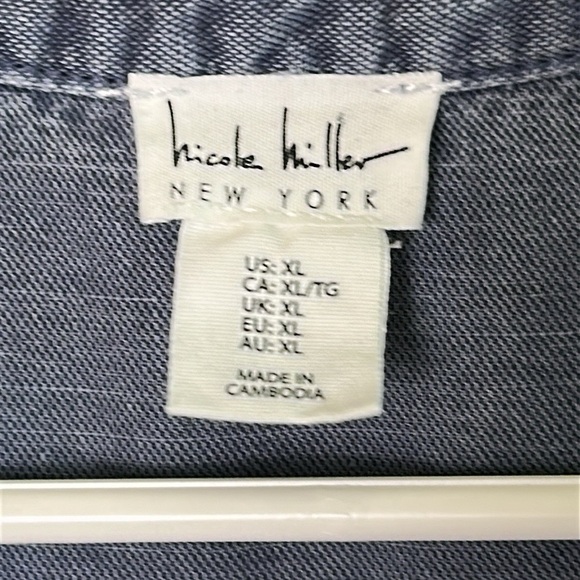 Nicole Miller
NEW YORK
US: XL
CA: XL/TG
UK: XL
EU: XL
AU: XL
MADE IN
CAMBODIA